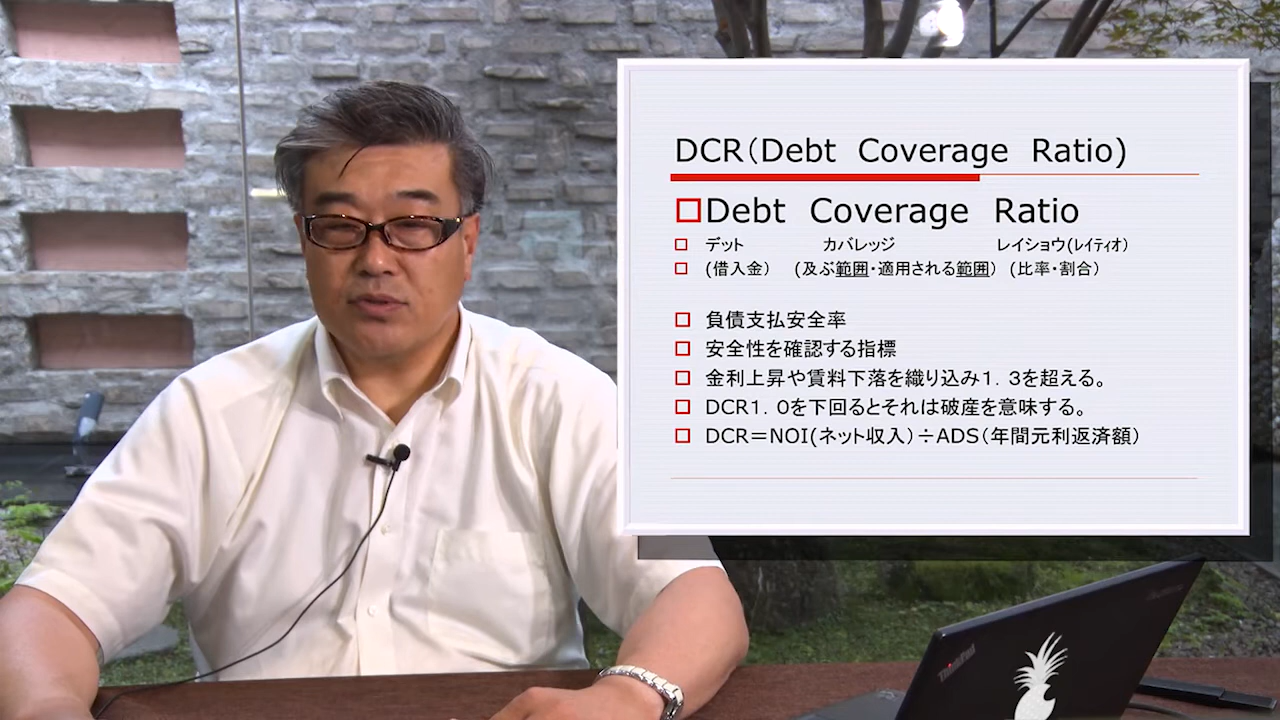 DCR(Debt Coverage Ratio)
Debt Coverage Ratio
デット カバレッジ レイショウ(ﾚｲﾃｨｵ)
(借入金) (及ぶ範囲・適用される範囲) (比率・割合)
負債支払安全率
安全性を確認する指標
金利上昇や賃料下落を織り込み１．３を超える。
DCR１．０を下回るとそれは破産を意味する。
DCR＝NOI(ネット収入)÷ADS(年間元利返済額)
ThinkPad